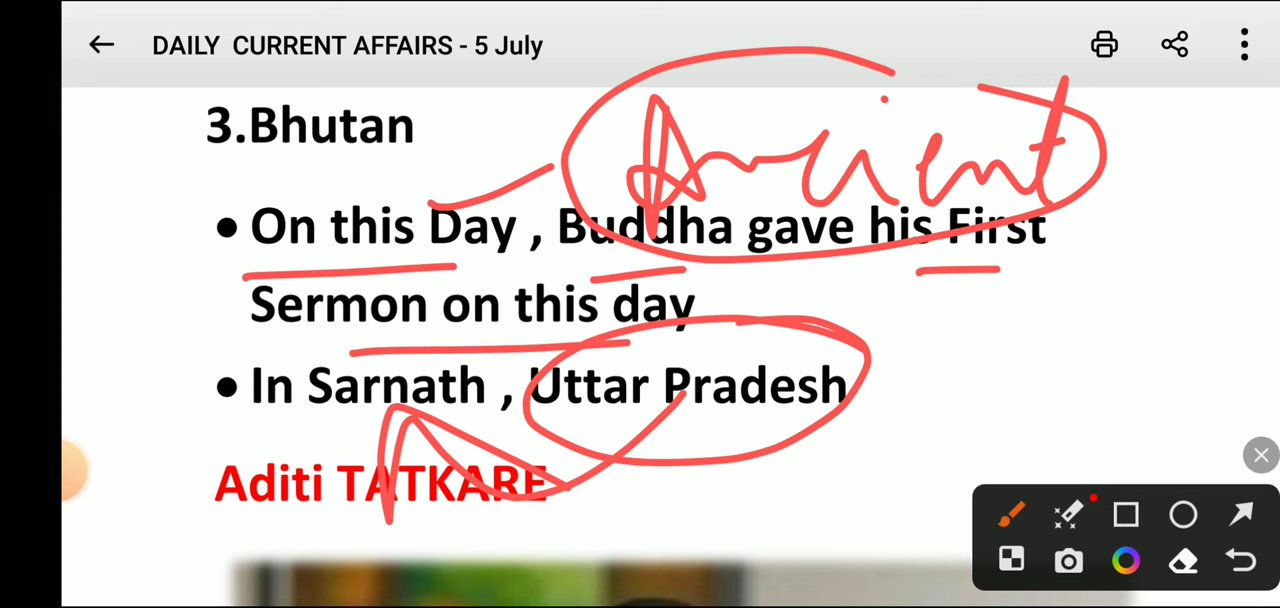 DAILY CURRENT AFFAIRS - 5 July
3.Bhutan
Ancient
• On this Day , Buddha gave his First
Sermon on this day
• In Sarnath , Uttar Pradesh
Aditi TATKARE